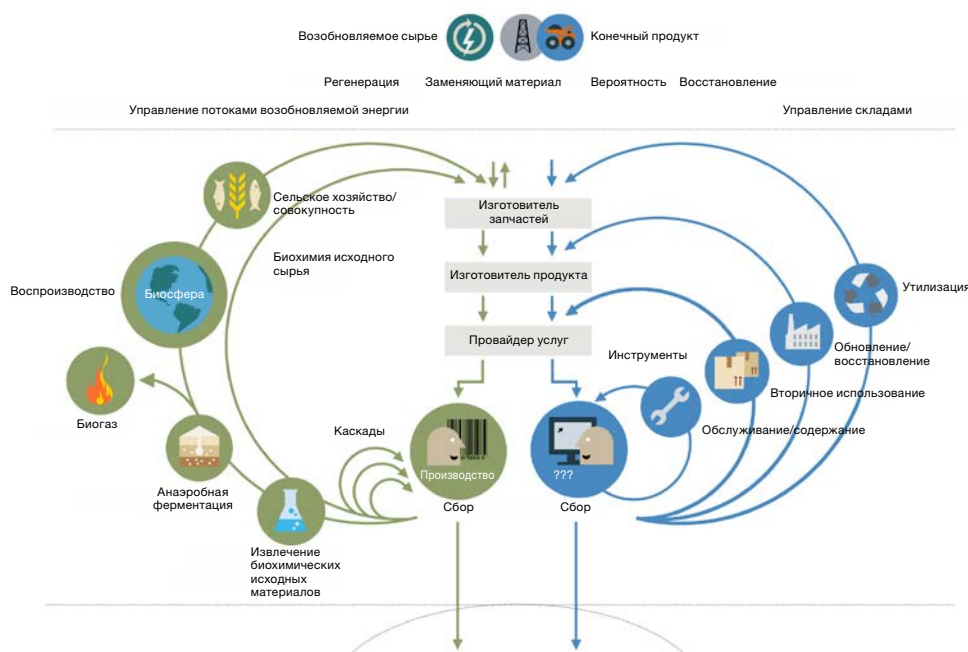 Возобновляемое сырье
Конечный продукт
Регенерация
Заменяющий материал
Вероятность
Восстановление
Управление потоками возобновляемой энергии
Управление складами
Сельское хозяйство/
совокупность
Изготовитель
запчастей
Биохимия исходного
сырья
Изготовитель продукта
Воспроизводство
Биосфера
Утилизация
Провайдер услуг
Инструменты
Обновление/
восстановление
Вторичное использование
Биогаз
Каскады
Обслуживание/содержание
Производство
???
Анаэробная
ферментация
Сбор
Сбор
Извлечение
биохимических
исходных
материалов